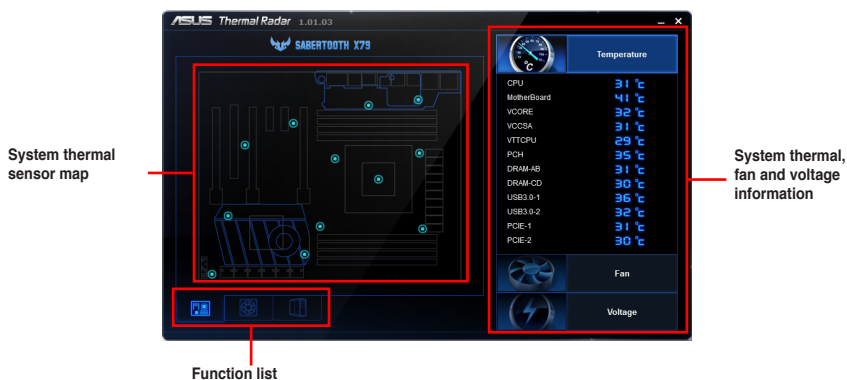 ASUS Thermal Radar 1.01.03
SABERTOOTH X79
System thermal
sensor map
°C
Temperature
CPU 31 °c
MotherBoard 41 °c
VCORE 32 °c
VCCSA 31 °c
VTTCPU 29 °c
PCH 35 °c
DRAM-AB 31 °c
DRAM-CD 30 °c
USB3.0-1 36 °c
USB3.0-2 32 °c
PCIE-1 31 °c
PCIE-2 30 °c
Fan
Voltage
System thermal,
fan and voltage
information
Function list